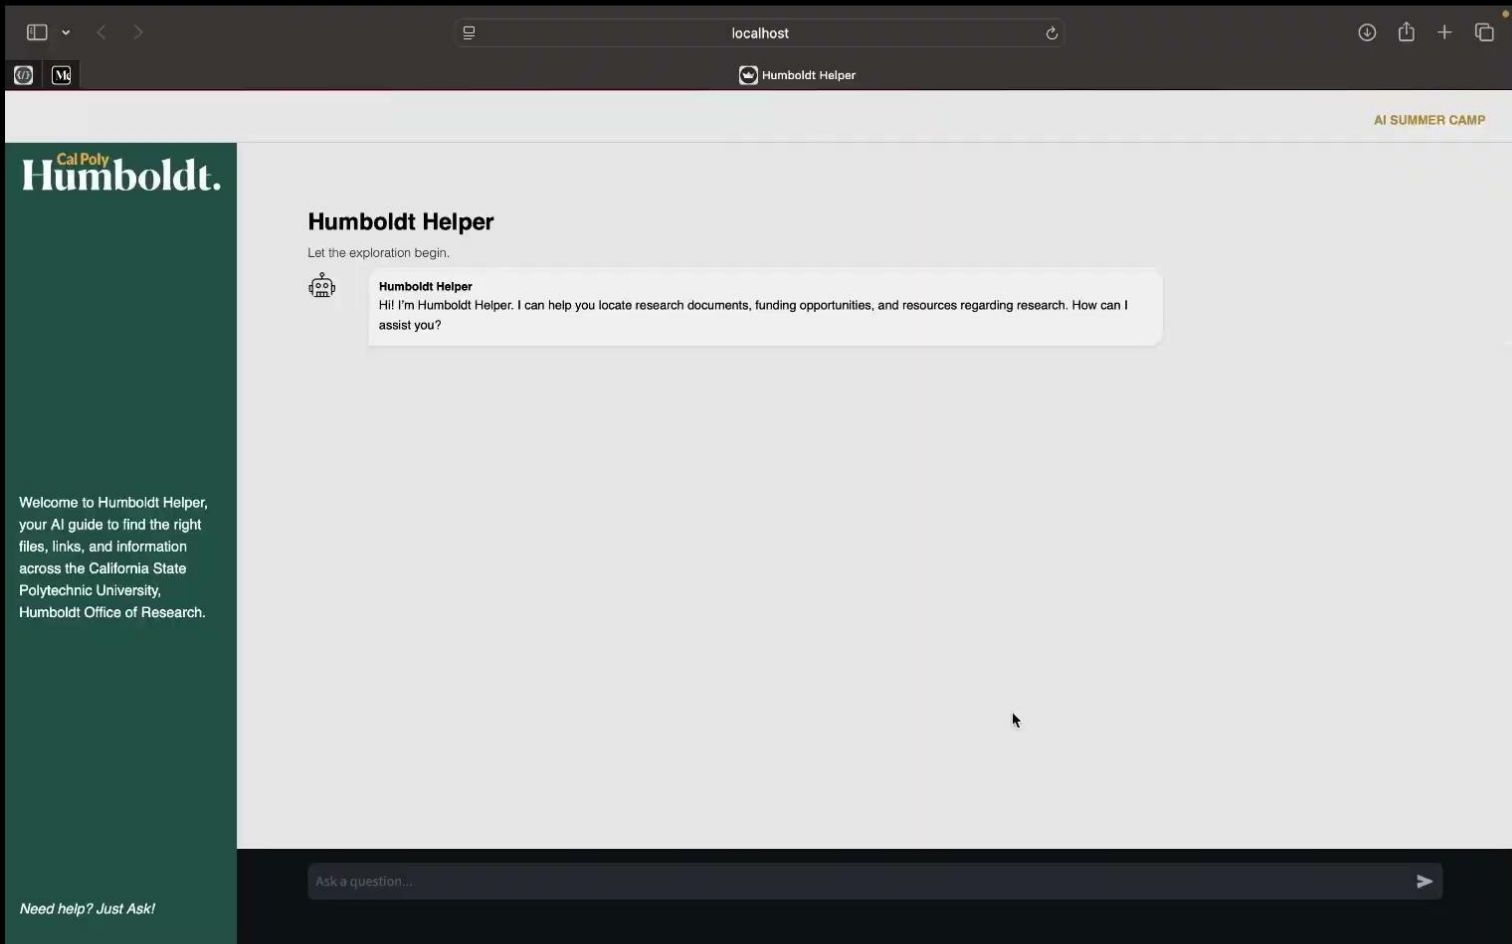 localhost
Humboldt Helper
AI SUMMER CAMP
Cal Poly
Humboldt.
Welcome to Humboldt Helper,
your AI guide to find the right
files, links, and information
across the California State
Polytechnic University,
Humboldt Office of Research.
Need help? Just Ask!
Humboldt Helper
Let the exploration begin.
Humboldt Helper
Hi! I'm Humboldt Helper. I can help you locate research documents, funding opportunities, and resources regarding research. How can I
assist you?
Ask a question...